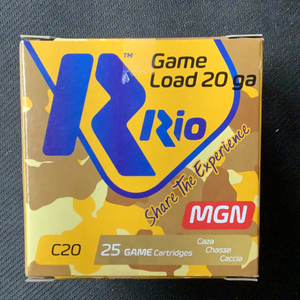 Game
Load 20 ga
™
Rio
Share The Experience
MGN
C20
25 GAME Cartridges
Caza
Chasse
Caccia